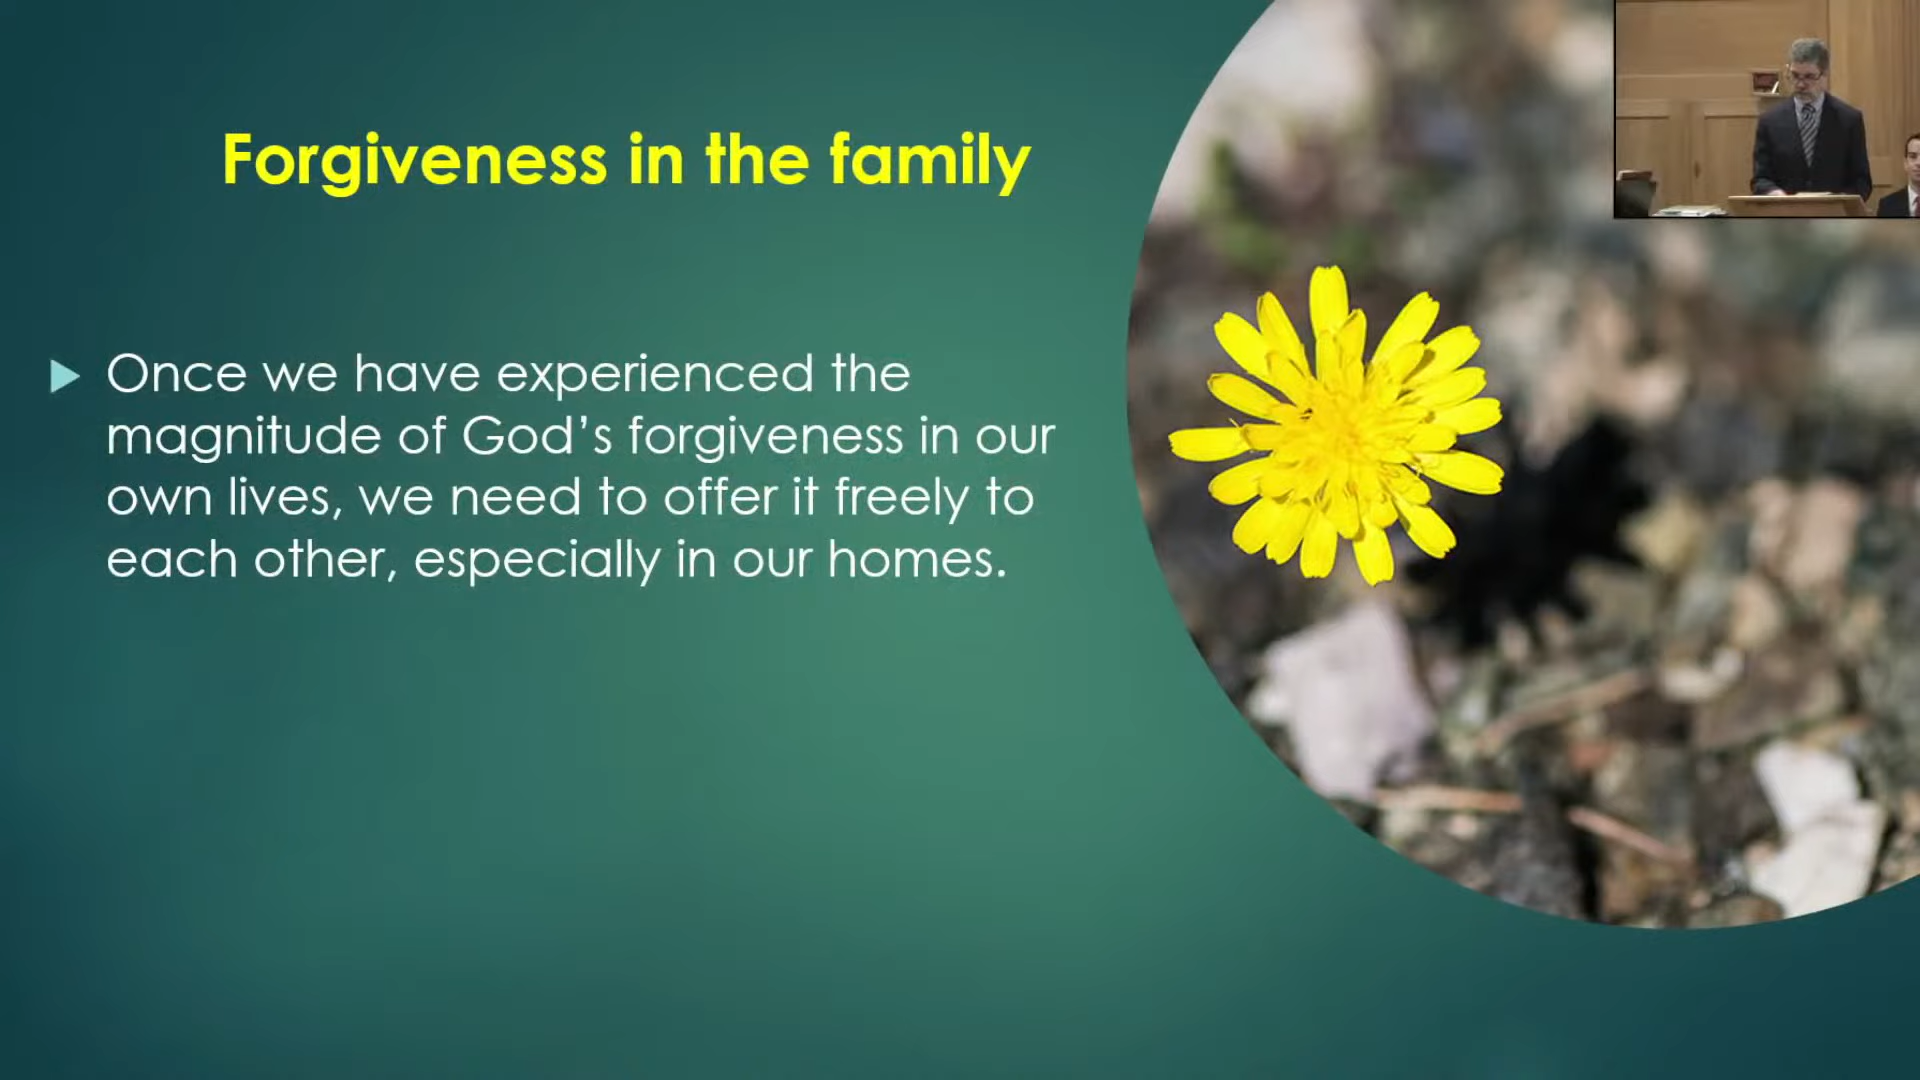 Forgiveness in the family
Once we have experienced the
magnitude of God’s forgiveness in our
own lives, we need to offer it freely to
each other, especially in our homes.